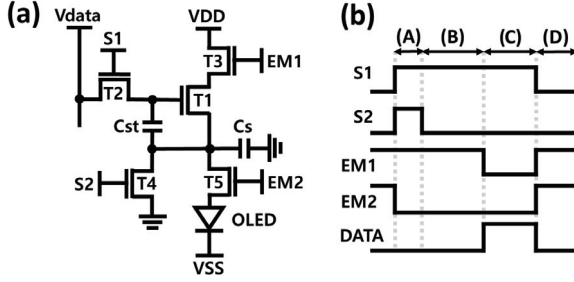 (a)
Vdata
S1
T2
VDD
T3
EM1
T1
Cst
Cs
S2
T4
T5
EM2
OLED
VSS
(b)
(A) (B) (C) (D)
S1
S2
EM1
EM2
DATA